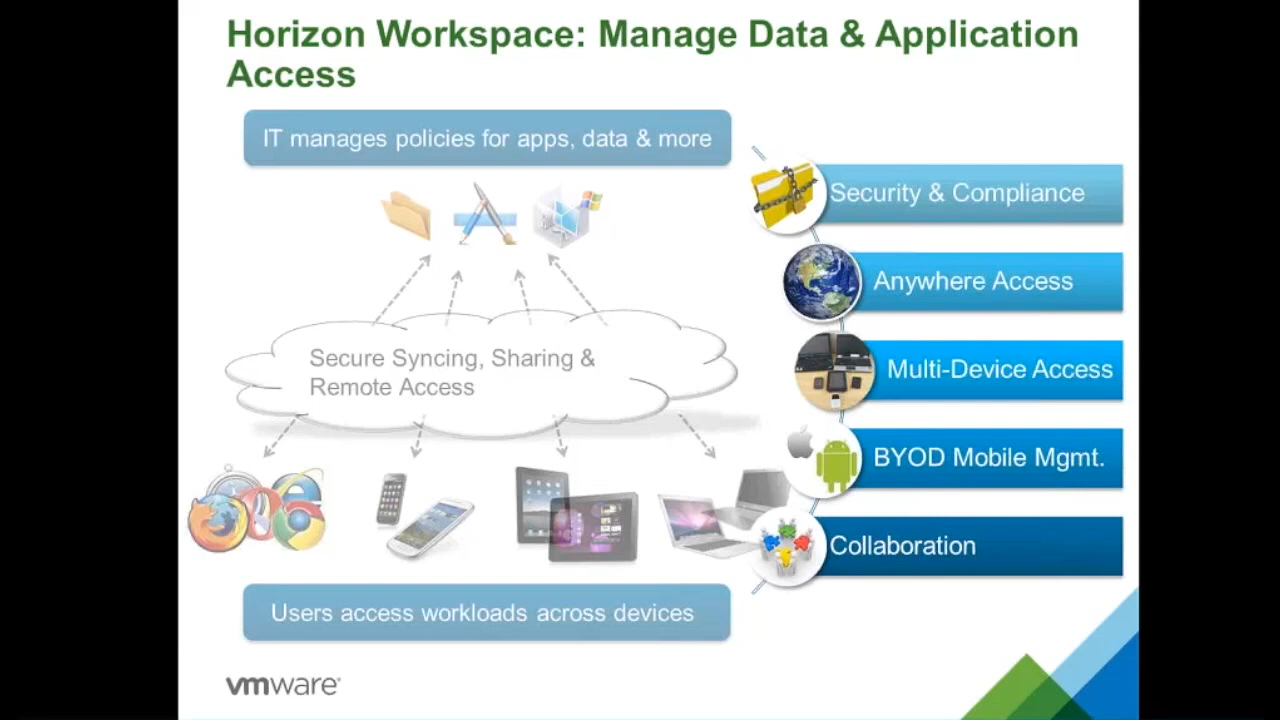 Horizon Workspace: Manage Data & Application
Access
IT manages policies for apps, data & more
Security & Compliance
Anywhere Access
Secure Syncing, Sharing &
Remote Access
Multi-Device Access
BYOD Mobile Mgmt.
Collaboration
Users access workloads across devices
vmware®